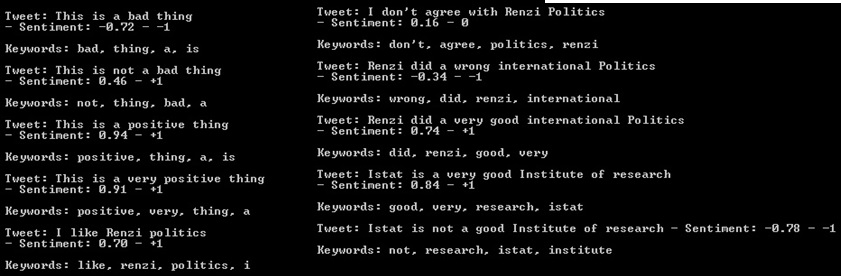 Tweet: This is a bad thing
- Sentiment: -0.72 - -1
Keywords: bad, thing, a, is
Tweet: This is not a bad thing
- Sentiment: 0.46 - +1
Keywords: not, thing, bad, a
Tweet: This is a positive thing
- Sentiment: 0.94 - +1
Keywords: positive, thing, a, is
Tweet: This is a very positive thing
- Sentiment: 0.91 - +1
Keywords: positive, very, thing, a
Tweet: I like Renzi politics
- Sentiment: 0.70 - +1
Keywords: like, renzi, politics, i
Tweet: I don't agree with Renzi Politics
- Sentiment: 0.16 - 0
Keywords: don't, agree, politics, renzi
Tweet: Renzi did a wrong international Politics
- Sentiment: -0.34 - -1
Keywords: wrong, did, renzi, international
Tweet: Renzi did a very good international Politics
- Sentiment: 0.74 - +1
Keywords: did, renzi, good, very
Tweet: Istat is a very good Institute of research
- Sentiment: 0.84 - +1
Keywords: good, very, research, istat
Tweet: Istat is not a good Institute of research - Sentiment: -0.78 - -1
Keywords: not, research, istat, institute